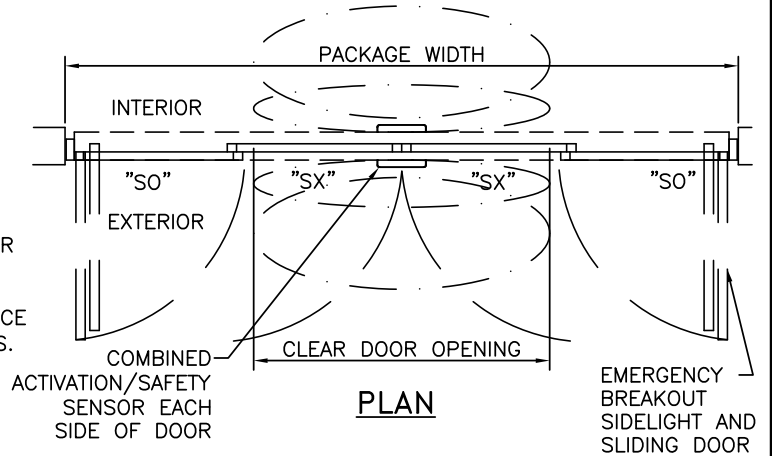 PACKAGE WIDTH
INTERIOR
"SO"
"SX"
"SX"
"SO"
EXTERIOR
R
CE
S.
COMBINED
ACTIVATION/SAFETY
SENSOR EACH
SIDE OF DOOR
CLEAR DOOR OPENING
PLAN
EMERGENCY
BREAKOUT
SIDELIGHT AND
SLIDING DOOR